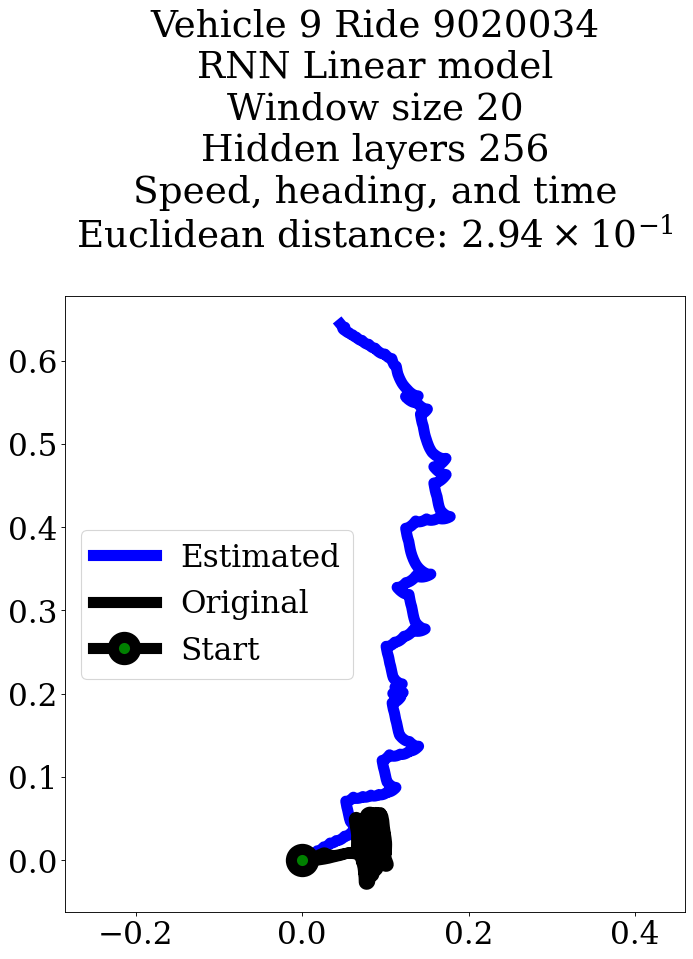 Vehicle 9 Ride 9020034
RNN Linear model
Window size 20
Hidden layers 256
Speed, heading, and time
Euclidean distance: 2.94 × 10⁻¹
0.6
0.5
0.4
0.3
0.2
0.1
0.0
Estimated
Original
Start
−0.2
0.0
0.2
0.4